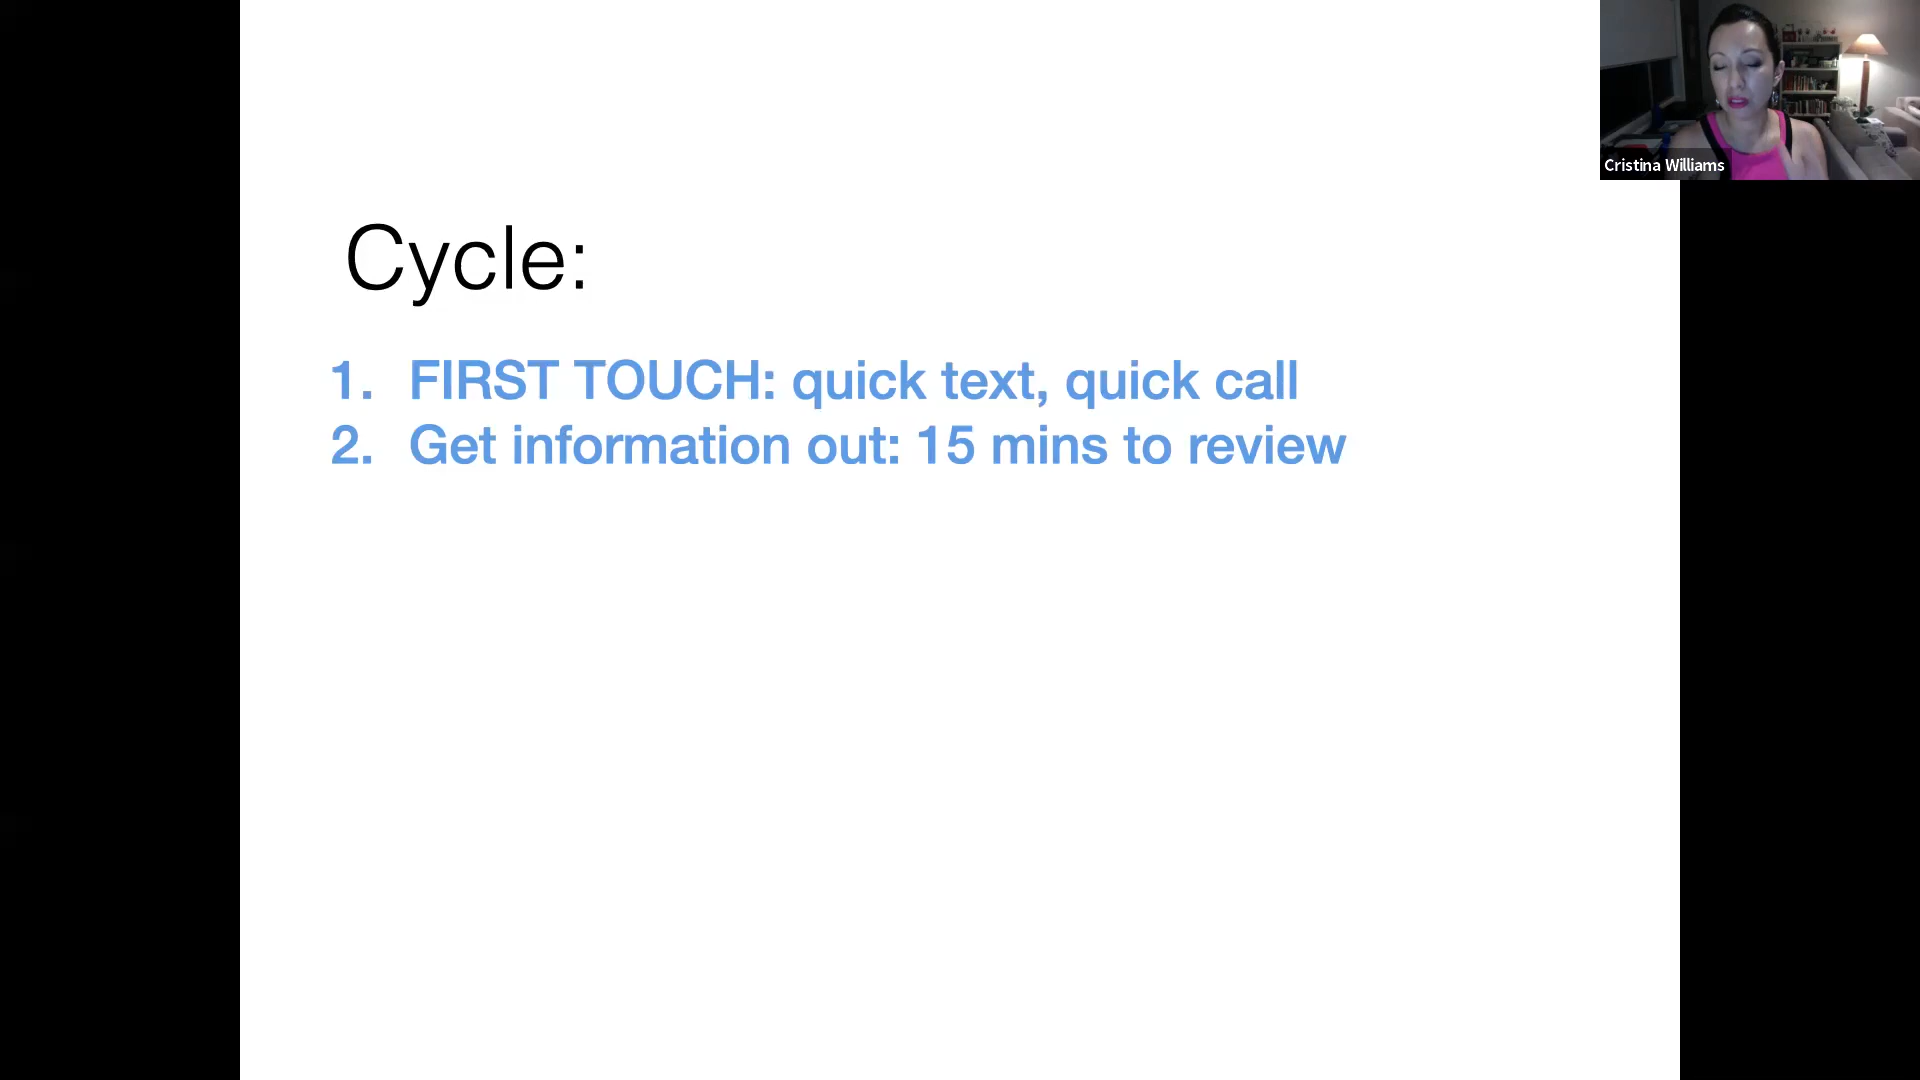 Cristina Williams
Cycle:
1. FIRST TOUCH: quick text, quick call
2. Get information out: 15 mins to review